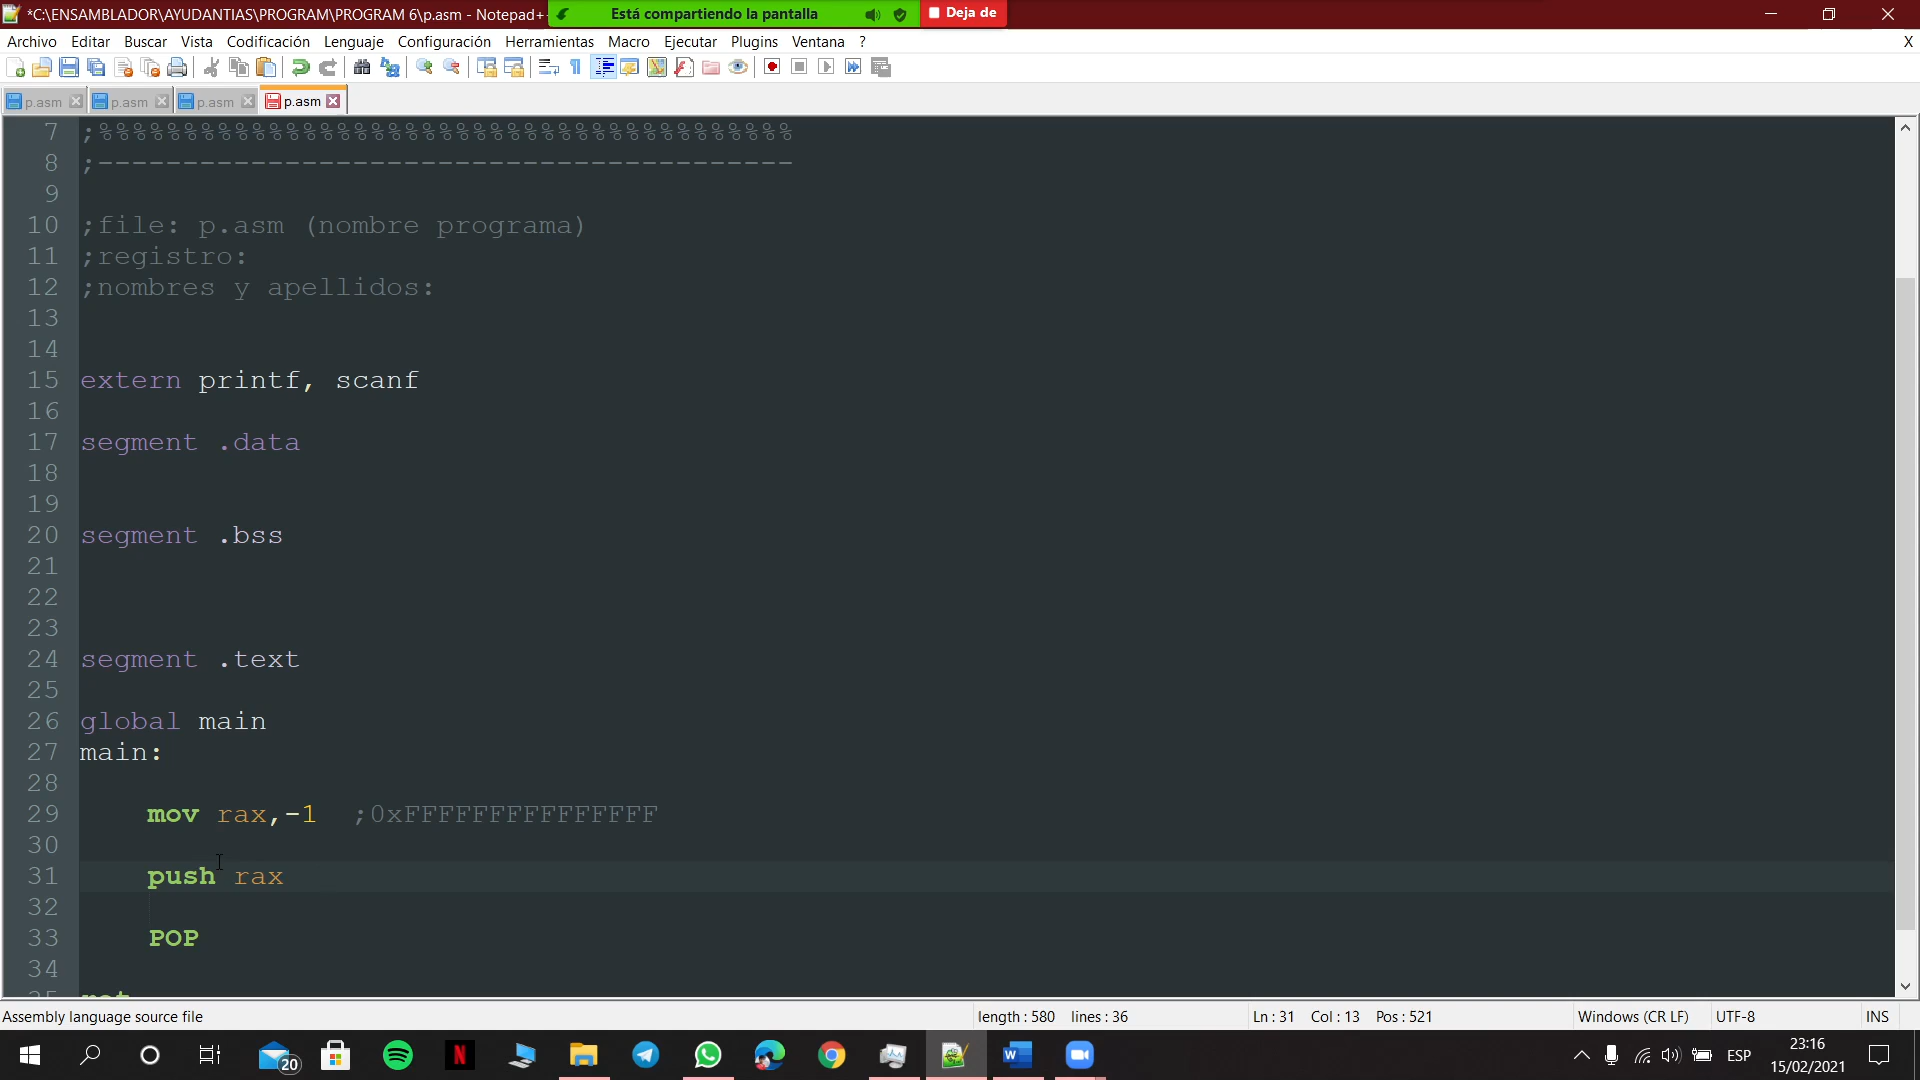 *C:\ENSAMBLADOR\AYUDANTIAS\PROGRAM\PROGRAM 6\p.asm - Notepad+
Está compartiendo la pantalla
Deja de
Archivo Editar Buscar Vista Codificación Lenguaje Configuración Herramientas Macro Ejecutar Plugins Ventana ? X
p.asm p.asm p.asm p.asm
7 ;%%%%%%%%%%%%%%%%%%%%%%%%%%%%%%%%%%%%%%%%%
8 ;-----------------------------------------
9
10 ;file: p.asm (nombre programa)
11 ;registro:
12 ;nombres y apellidos:
13
14
15 extern printf, scanf
16
17 segment .data
18
19
20 segment .bss
21
22
23
24 segment .text
25
26 global main
27 main:
28
29 mov rax,-1 ;0xFFFFFFFFFFFFFFF
30
31 push rax
32
33 POP
34
35 ret
Assembly language source file length : 580 lines : 36 Ln : 31 Col : 13 Pos : 521 Windows (CR LF) UTF-8 INS
20
N
ESP
23:16
15/02/2021